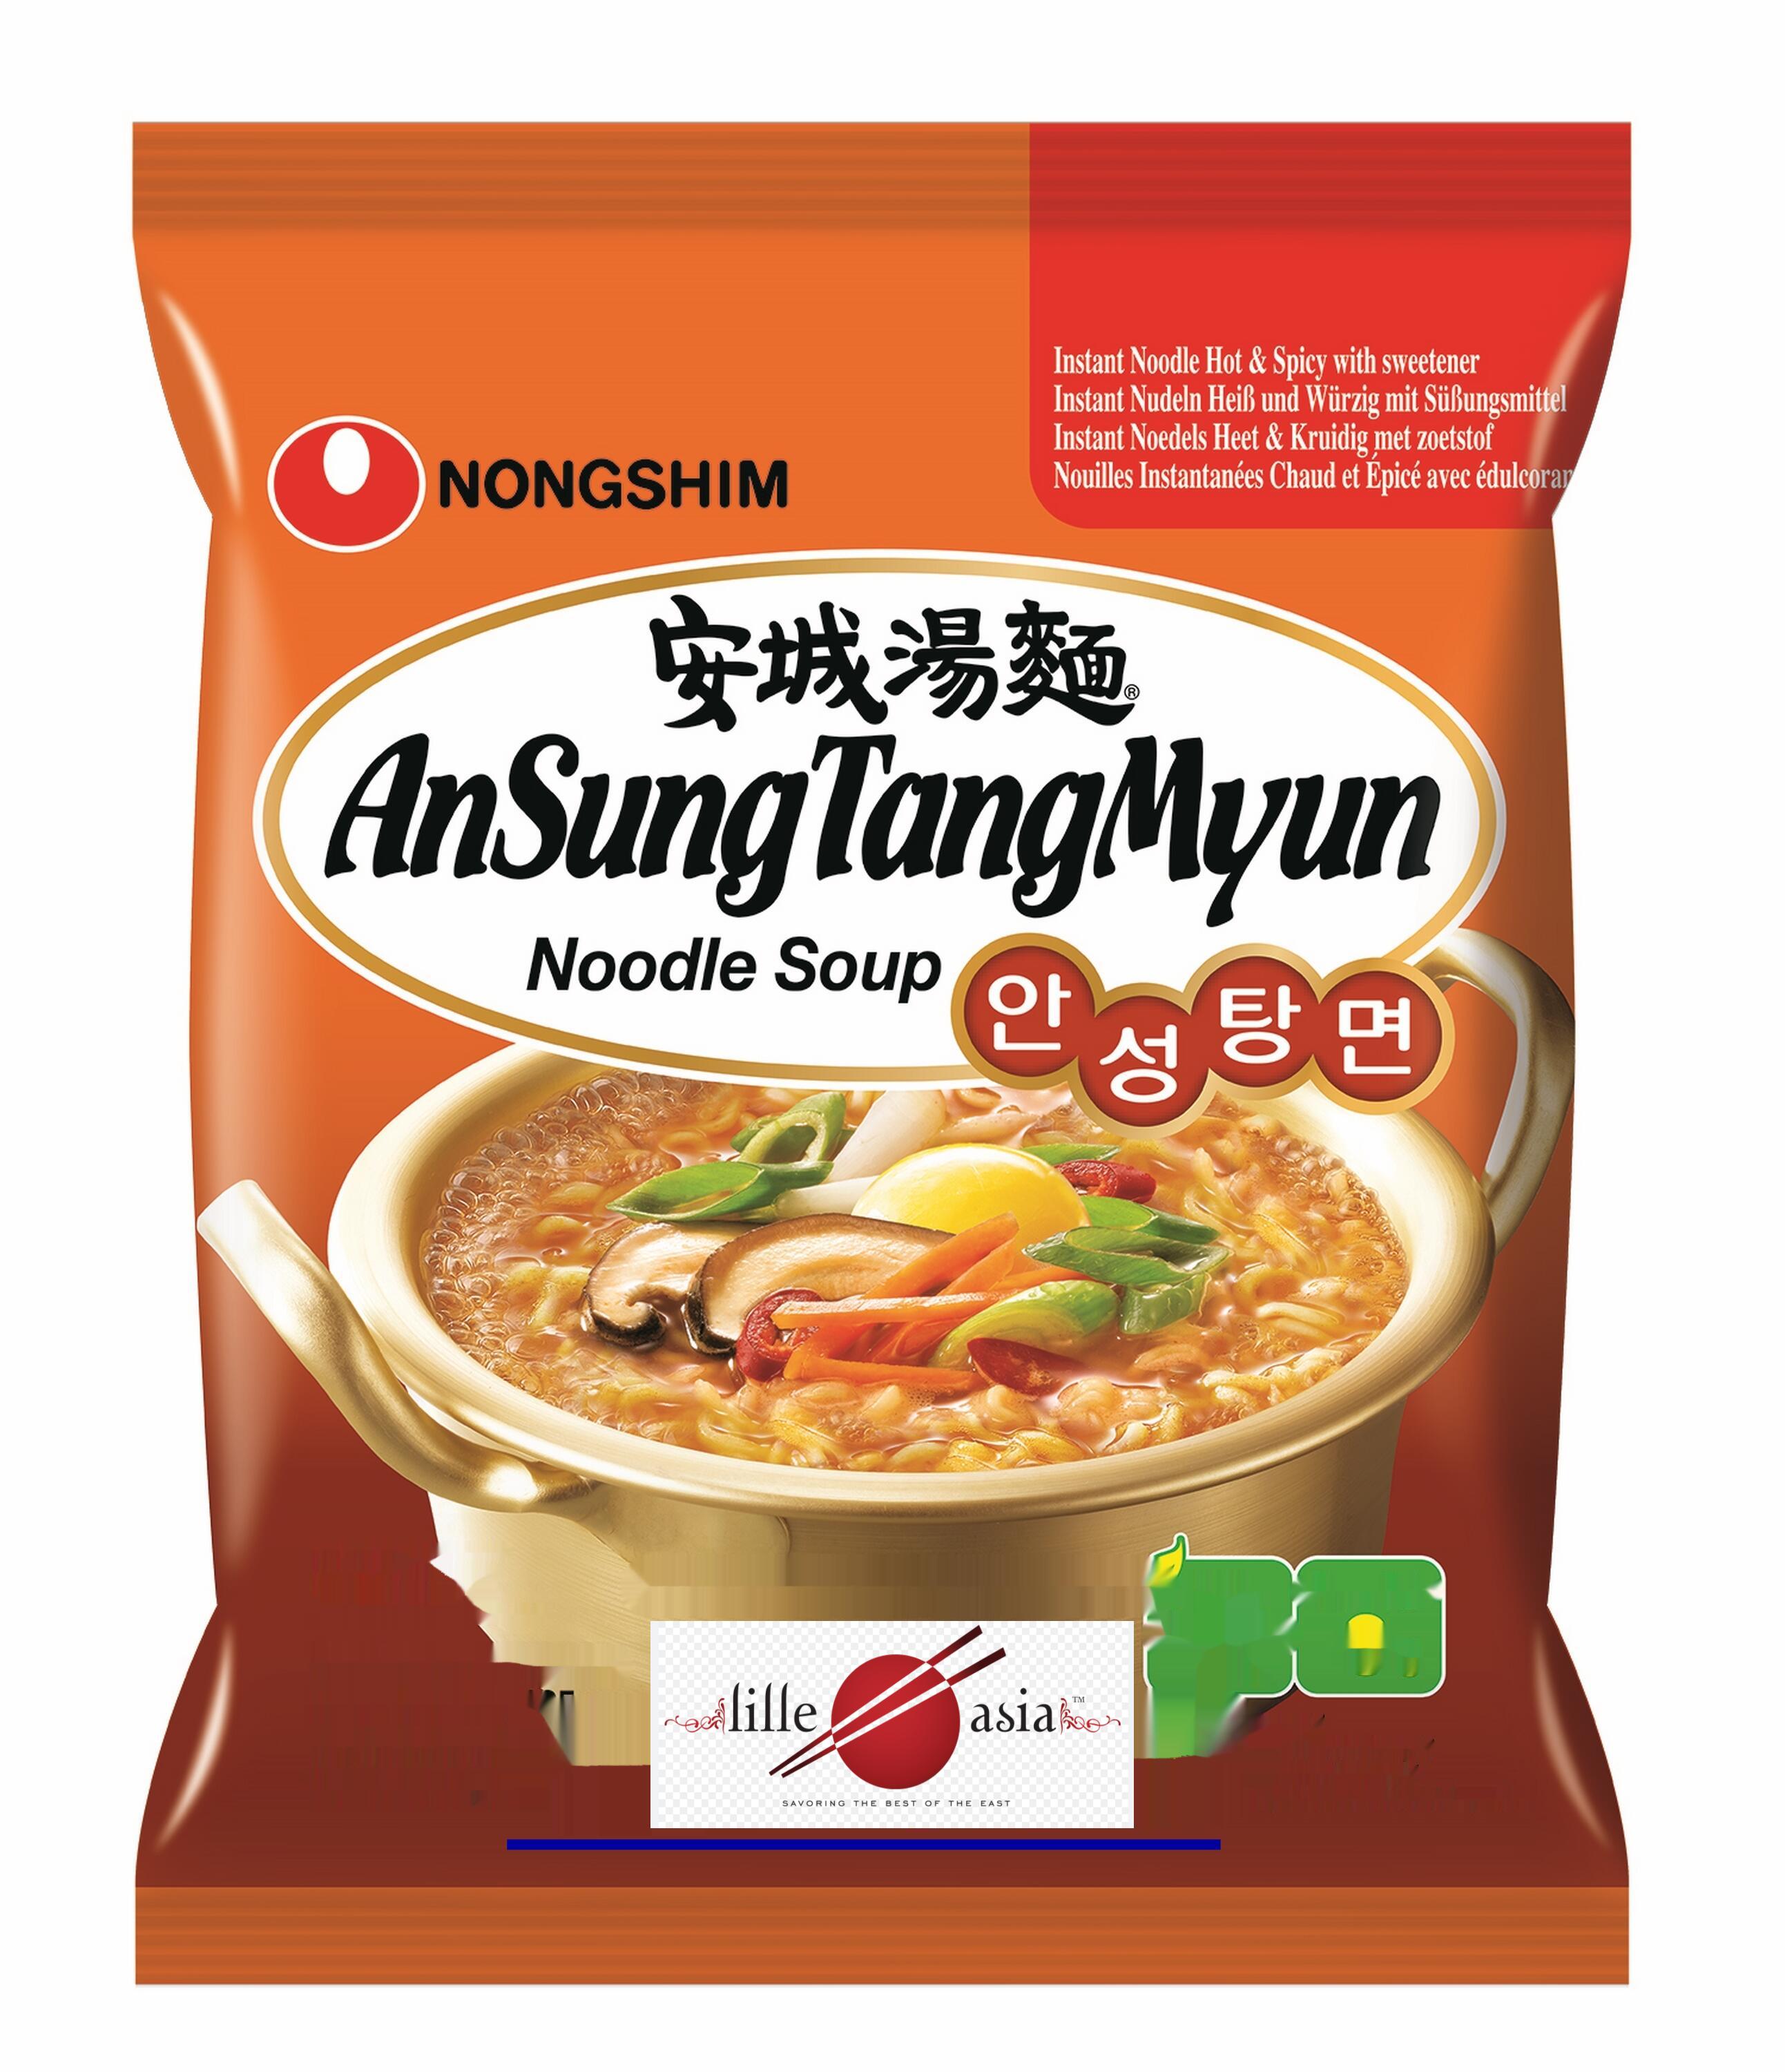 Instant Noodle Hot & Spicy with sweetener
Instant Nudeln Heiß und Würzig mit Süßungsmittel
Instant Noedels Heet & Kruidig met zoetstof
Nouilles Instantanées Chaud et Épicé avec édulcoran
NONGSHIM
安城湯麵®
AnSungTangMyun
Noodle Soup
안성탕면
lille asia™
SAVORING THE BEST OF THE EAST